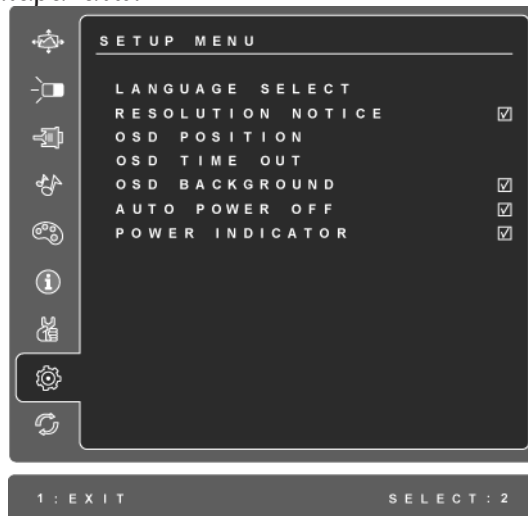 SETUP MENU
LANGUAGE SELECT
RESOLUTION NOTICE
OSD POSITION
OSD TIME OUT
OSD BACKGROUND
AUTO POWER OFF
POWER INDICATOR
1:EXIT SELECT:2